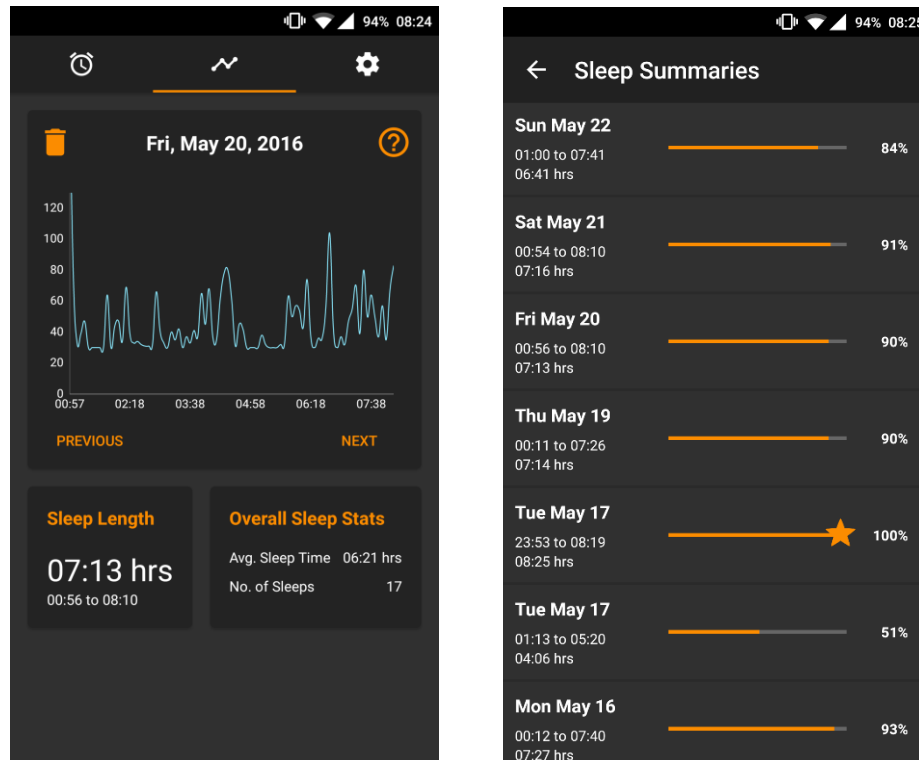 94% 08:24
Fri, May 20, 2016
120
100
80
60
40
20
0
00:57 02:18 03:38 04:58 06:18 07:38
PREVIOUS NEXT
Sleep Length
07:13 hrs
00:56 to 08:10
Overall Sleep Stats
Avg. Sleep Time 06:21 hrs
No. of Sleeps 17
94% 08:25
Sleep Summaries
Sun May 22
01:00 to 07:41
06:41 hrs
84%
Sat May 21
00:54 to 08:10
07:16 hrs
91%
Fri May 20
00:56 to 08:10
07:13 hrs
90%
Thu May 19
00:11 to 07:26
07:14 hrs
90%
Tue May 17
23:53 to 08:19
08:25 hrs
100%
Tue May 17
01:13 to 05:20
04:06 hrs
51%
Mon May 16
00:12 to 07:40
07:27 hrs
93%